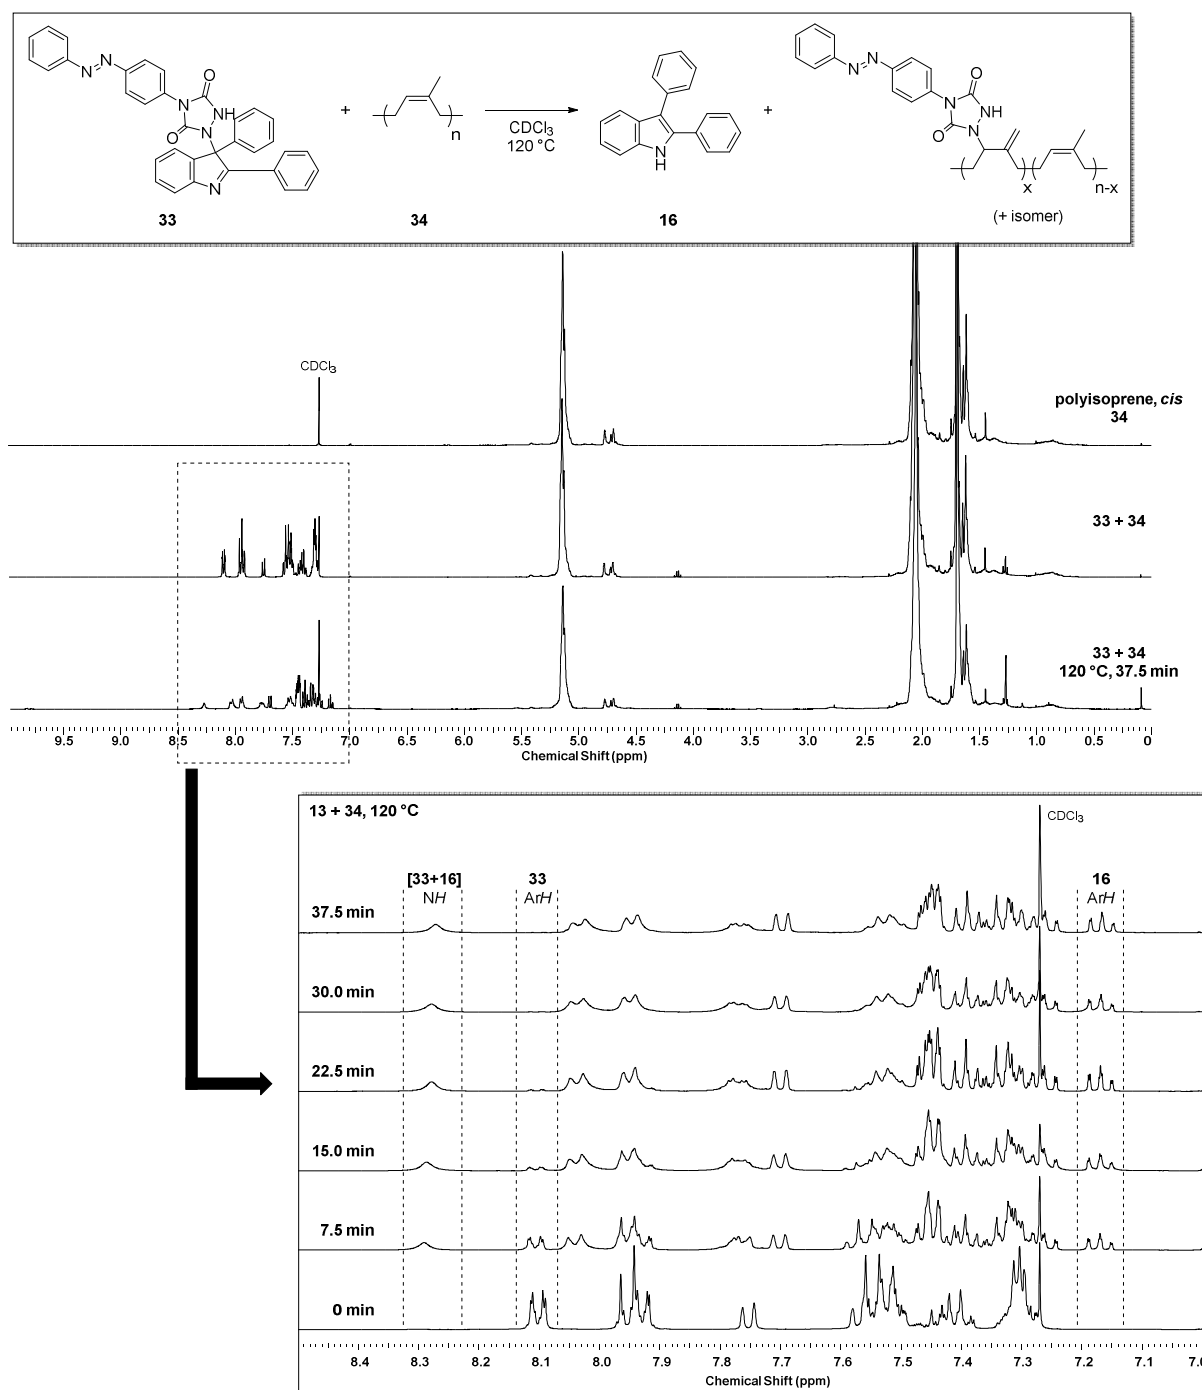 N N
N
O
O
N
NH
N
+
n
CDCl3
120 °C
N
H
+
N N
N
O
O
N
NH
x
n-x
33
34
16
(+ isomer)
CDCl3
polyisoprene, cis
34
33 + 34
33 + 34
120 °C, 37.5 min
9.5 9.0 8.5 8.0 7.5 7.0 6.5 6.0 5.5 5.0 4.5 4.0 3.5 3.0 2.5 2.0 1.5 1.0 0.5 0
Chemical Shift (ppm)
13 + 34, 120 °C
CDCl3
[33+16]
NH
33
ArH
16
ArH
37.5 min
30.0 min
22.5 min
15.0 min
7.5 min
0 min
8.4 8.3 8.2 8.1 8.0 7.9 7.8 7.7 7.6 7.5 7.4 7.3 7.2 7.1 7.0
Chemical Shift (ppm)